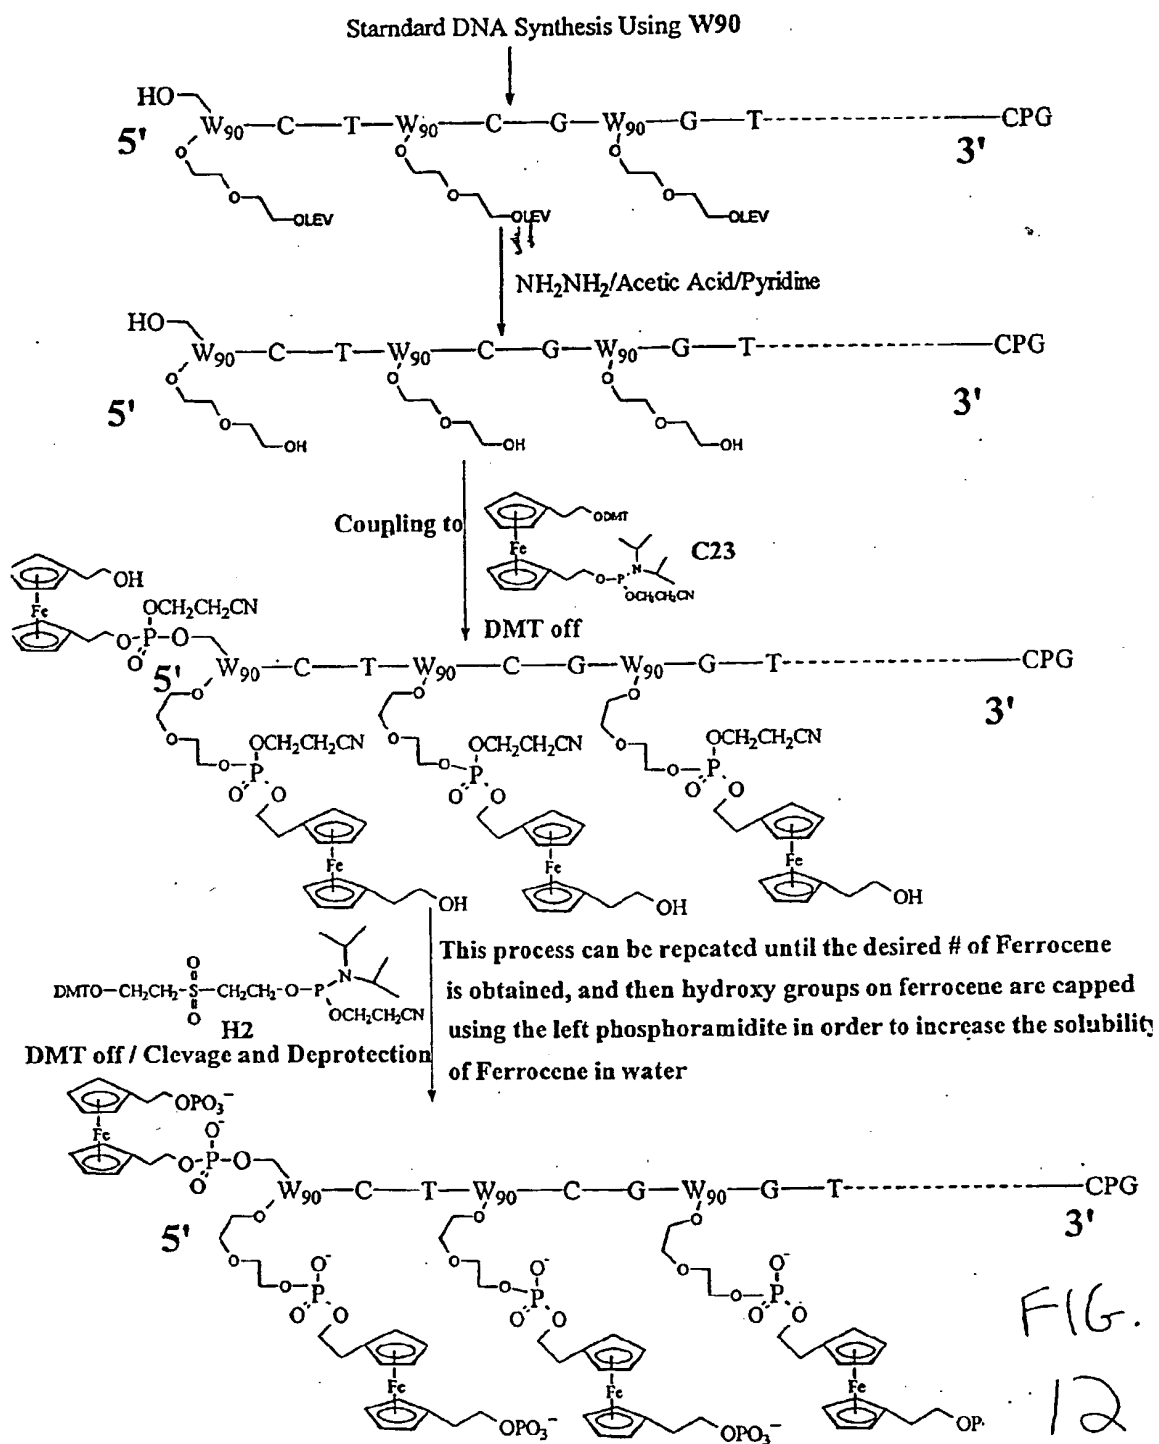 Starndard DNA Synthesis Using W90
HO
5' W90—C—T—W90—C—G—W90—G—T-----CPG 3'
O O O
O O O
OLEV OLEV OLEV
NH2NH2/Acetic Acid/Pyridine
HO
W90—C—T—W90—C—G—W90—G—T-----CPG
5' 3'
O O O
O O O
OH OH OH
Coupling to
ODMT
Fe
O—P—N
OCH2CH2CN
C23
DMT off
OH
Fe
OCH2CH2CN
O—P—O
O
5' W90—C—T—W90—C—G—W90—G—T-----CPG
3'
O O O
O O O
OCH2CH2CN OCH2CH2CN OCH2CH2CN
O—P O—P O—P
O O O O O O
Fe Fe Fe
OH OH OH
This process can be repeated until the desired # of Ferrocene
is obtained, and then hydroxy groups on ferrocene are capped
using the left phosphoramidite in order to increase the solubility
of Ferrocene in water
O
DMTO—CH2CH2—S—CH2CH2—O—P—N
O
OCH2CH2CN
H2
DMT off / Clevage and Deprotection
OPO3-
Fe
O-
O—P—O
O
W90—C—T—W90—C—G—W90—G—T-----CPG
5' 3'
O O O
O O O
O- O- O-
O—P O—P O—P
O O O O O O
Fe Fe Fe
OPO3- OPO3- OP
FIG.
12